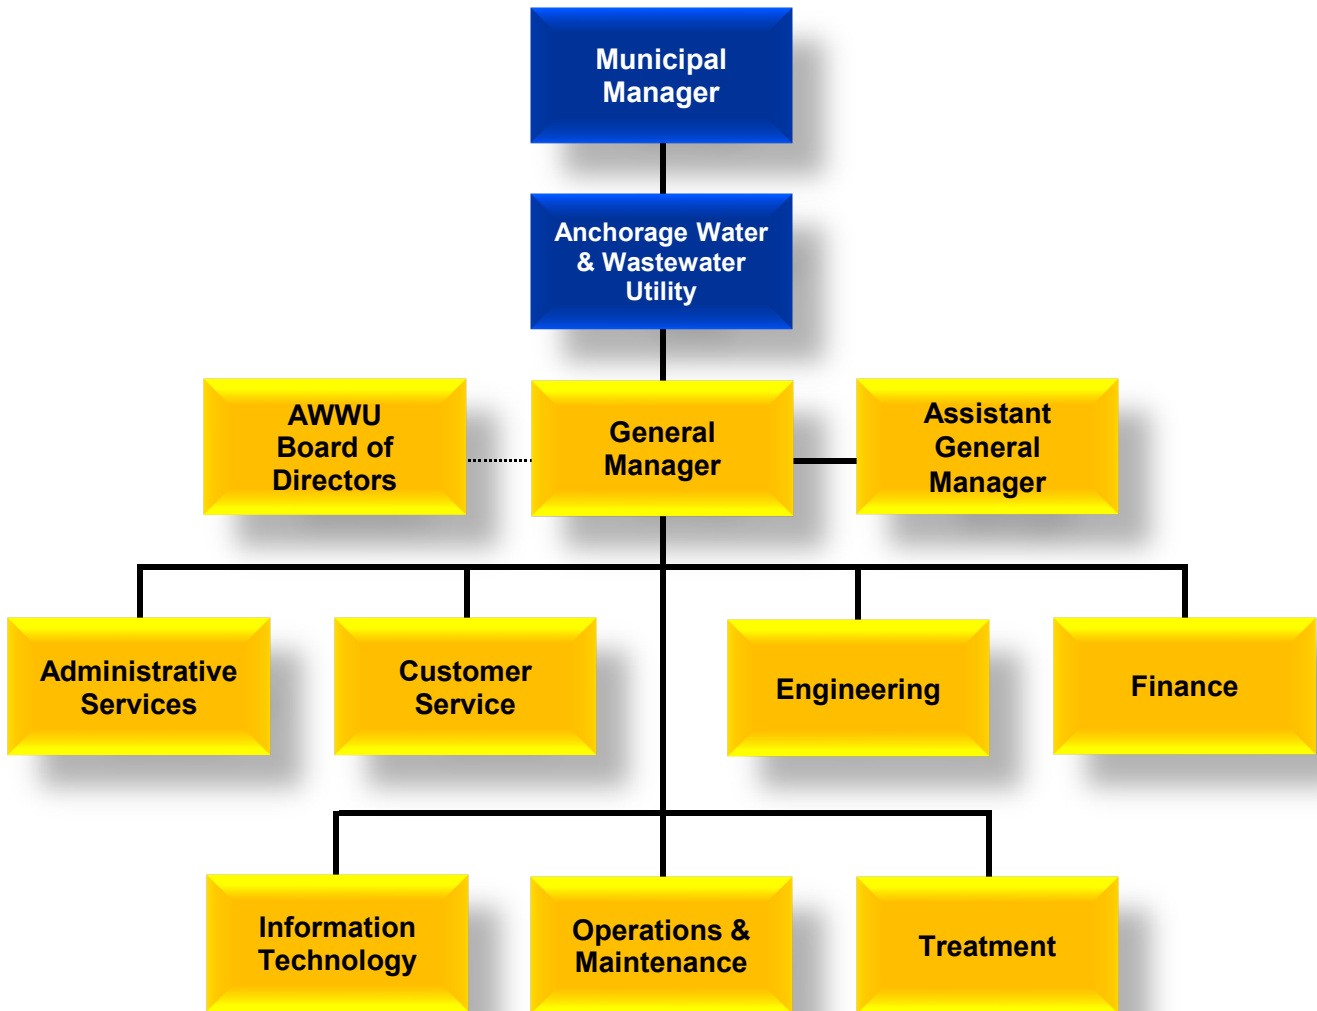 Municipal
Manager
Anchorage Water
& Wastewater
Utility
AWWU
Board of
Directors
General
Manager
Assistant
General
Manager
Administrative
Services
Customer
Service
Engineering
Finance
Information
Technology
Operations &
Maintenance
Treatment